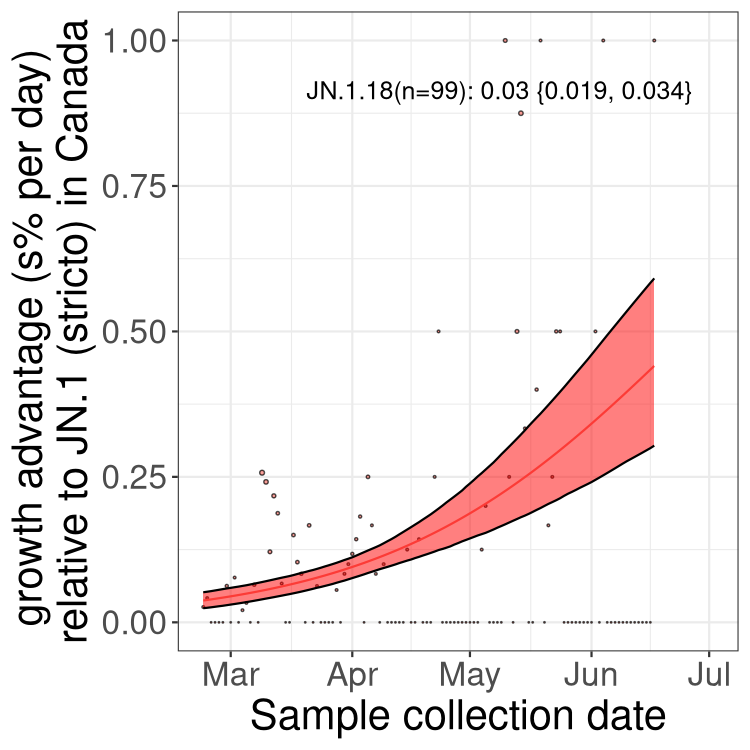 growth advantage (s% per day)
relative to JN.1 (stricto) in Canada
1.00
0.75
0.50
0.25
0.00
JN.1.18(n=99): 0.03 {0.019, 0.034}
Mar Apr May Jun Jul
Sample collection date